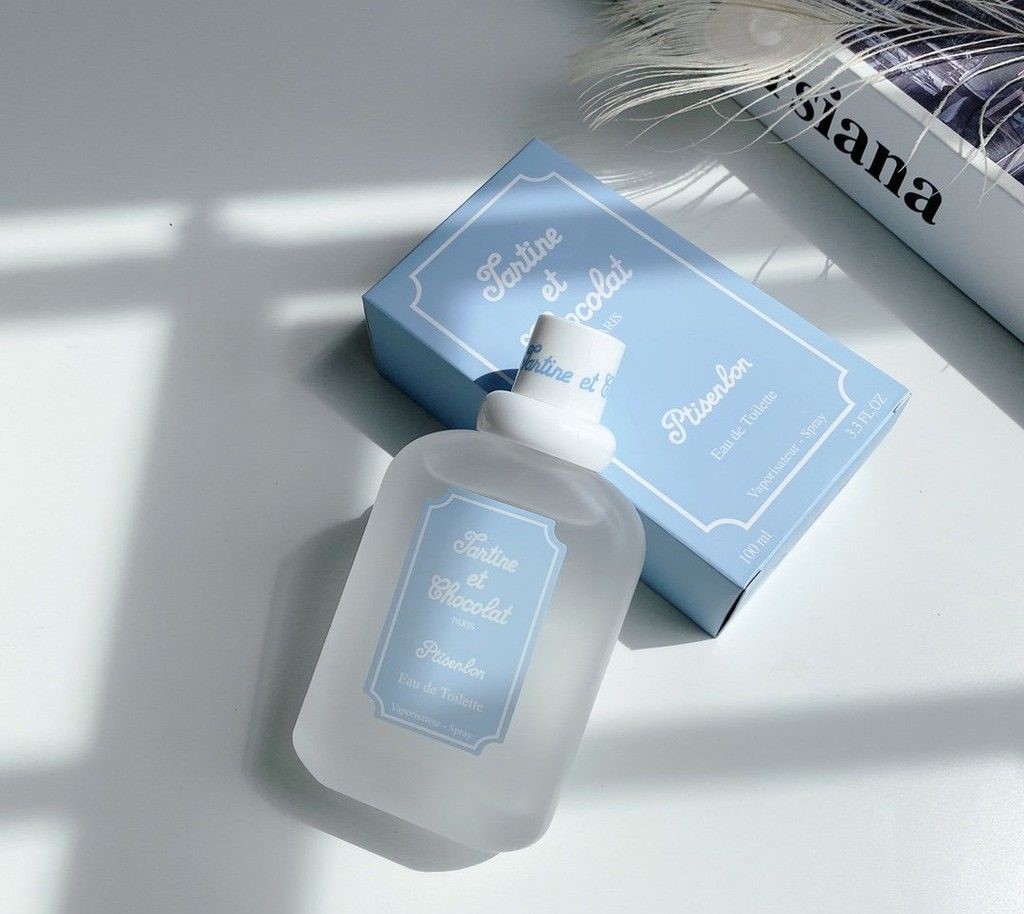 siana
Tartine
et
Chocolat
PARIS
Ptisenbon
Eau de Toilette
Vaporisateur - Spray
100 ml
3.3 FL.OZ
Tartine et
Tartine
et
Chocolat
PARIS
Ptisenbon
Eau de Toilette
Vaporisateur - Spray